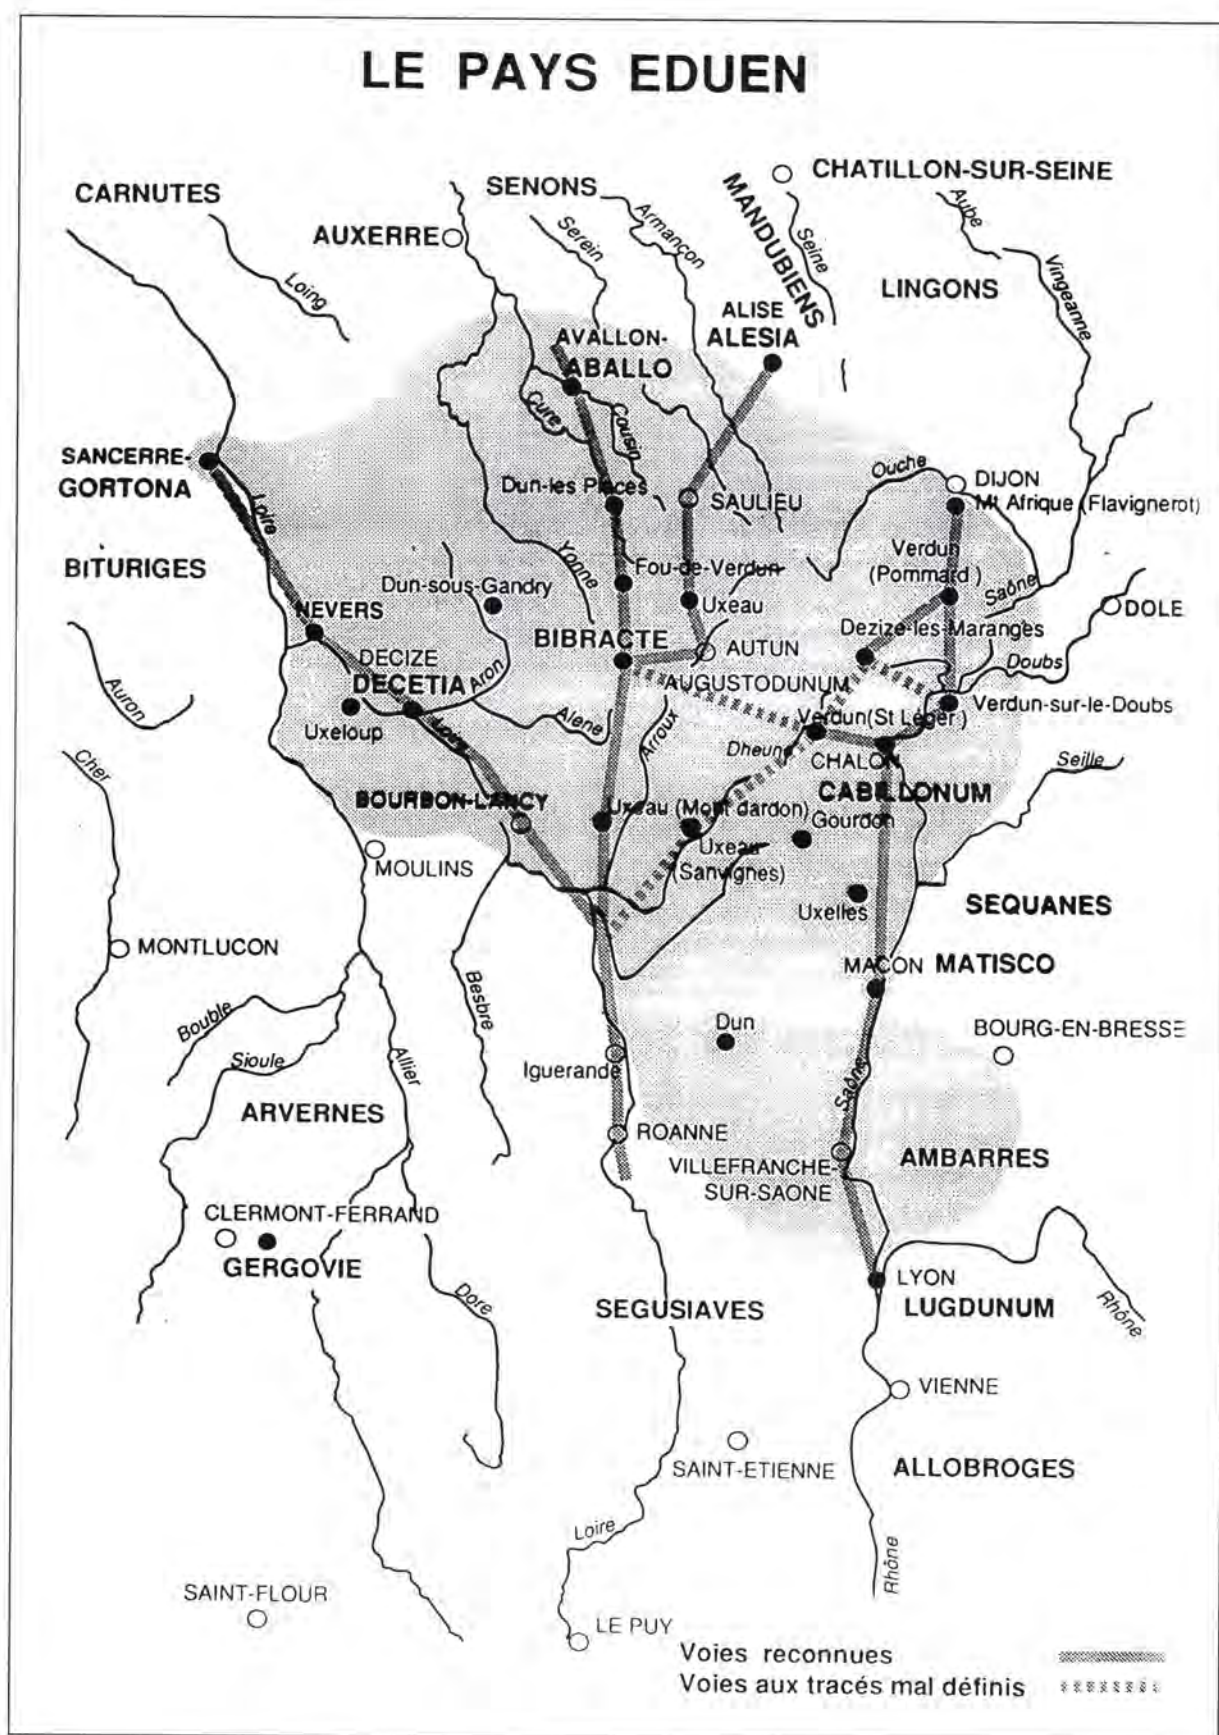 LE PAYS EDUEN
CARNUTES
SENONS
MANDUBIENS
CHATILLON-SUR-SEINE
AUXERRE
Loing
Serein
Armançon
Seine
Aube
Vingeanne
LINGONS
ALISE
ALESIA
AVALLON-
ABALLO
Cure
Cousin
SANCERRE-
GORTONA
Loire
Dun-les Places
SAULIEU
Ouche
DIJON
Mt Afrique (Flavignerot)
BITURIGES
Yonne
Fou-de-Verdun
Verdun
(Pommard)
Saône
Dun-sous-Gandry
Uxeau
DOLE
NEVERS
BIBRACTE
AUTUN
Dezize-les-Maranges
Doubs
DECIZE
DECETIA
Aron
AUGUSTODUNUM
Auron
Uxeloup
Loire
Alene
Arroux
Verdun(St Léger)
Verdun-sur-le-Doubs
Dheune
CHALON
Seille
Cher
BOURBON-LANCY
Uxeau (Mont dardon)
CABILLONUM
Gourdon
MOULINS
Uxeau
(Sanvignes)
Uxelles
SEQUANES
MONTLUCON
MACON MATISCO
Besbre
Bouble
Dun
BOURG-EN-BRESSE
Sioule
Allier
Iguerande
Saône
ARVERNES
ROANNE
VILLEFRANCHE-
SUR-SAONE
AMBARRES
CLERMONT-FERRAND
GERGOVIE
Dore
SEGUSIAVES
LYON
LUGDUNUM
Rhône
VIENNE
SAINT-ETIENNE
ALLOBROGES
Loire
Rhône
SAINT-FLOUR
LE PUY
Voies reconnues
Voies aux tracés mal définis